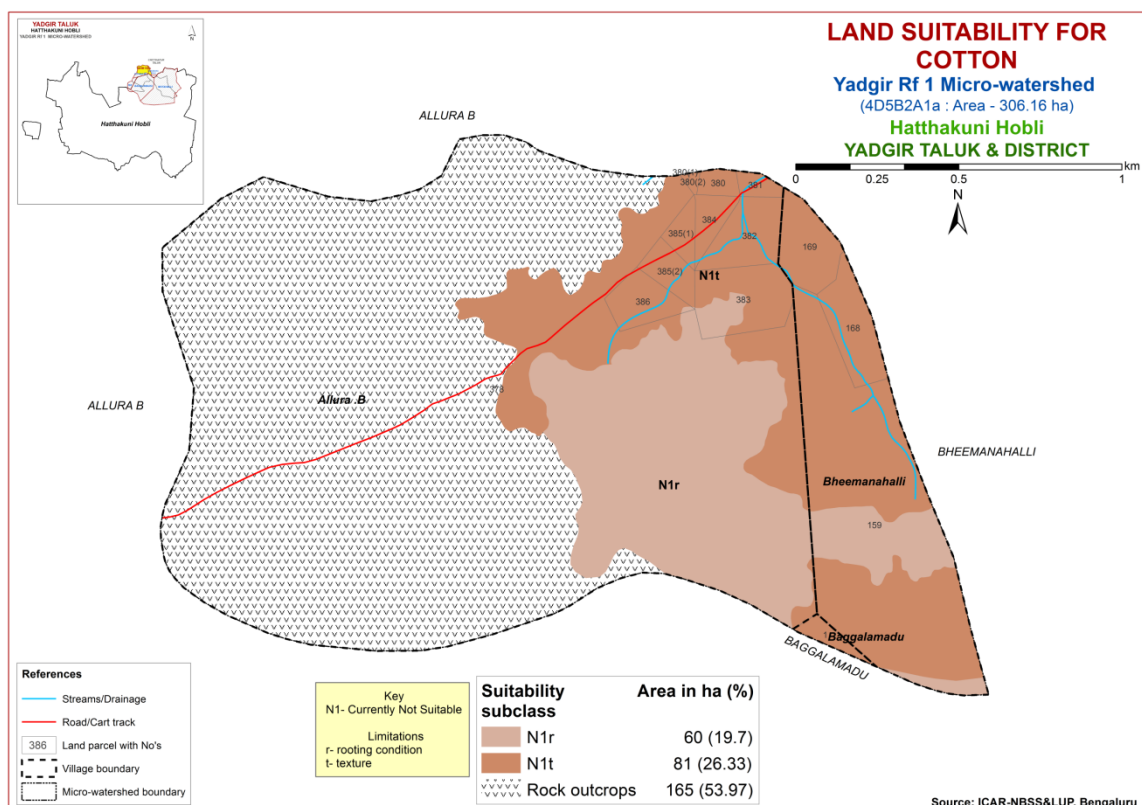 YADGIR TALUK
HATTHAKUNI HOBLI
YADGIR Rf 1 MICRO-WATERSHED
N
Hatthakuni Hobli
LAND SUITABILITY FOR
COTTON
Yadgir Rf 1 Micro-watershed
(4D5B2A1a : Area - 306.16 ha)
Hatthakuni Hobli
YADGIR TALUK & DISTRICT
km
0 0.25 0.5 1
N
ALLURA B
380(1)
380(2) 380 381
384
385(1) 382 169
385(2) N1t
386 383
168
378
ALLURA B
Allura .B
BHEEMANAHALLI
N1r
Bheemanahalli
159
Baggalamadu
BAGGALAMADU
References
Streams/Drainage
Road/Cart track
386 Land parcel with No's
Village boundary
Micro-watershed boundary
Key
N1- Currently Not Suitable
Limitations
r- rooting condition
t- texture
Suitability subclass Area in ha (%)
N1r 60 (19.7)
N1t 81 (26.33)
Rock outcrops 165 (53.97)
Source: ICAR-NBSS&LUP, Bengaluru